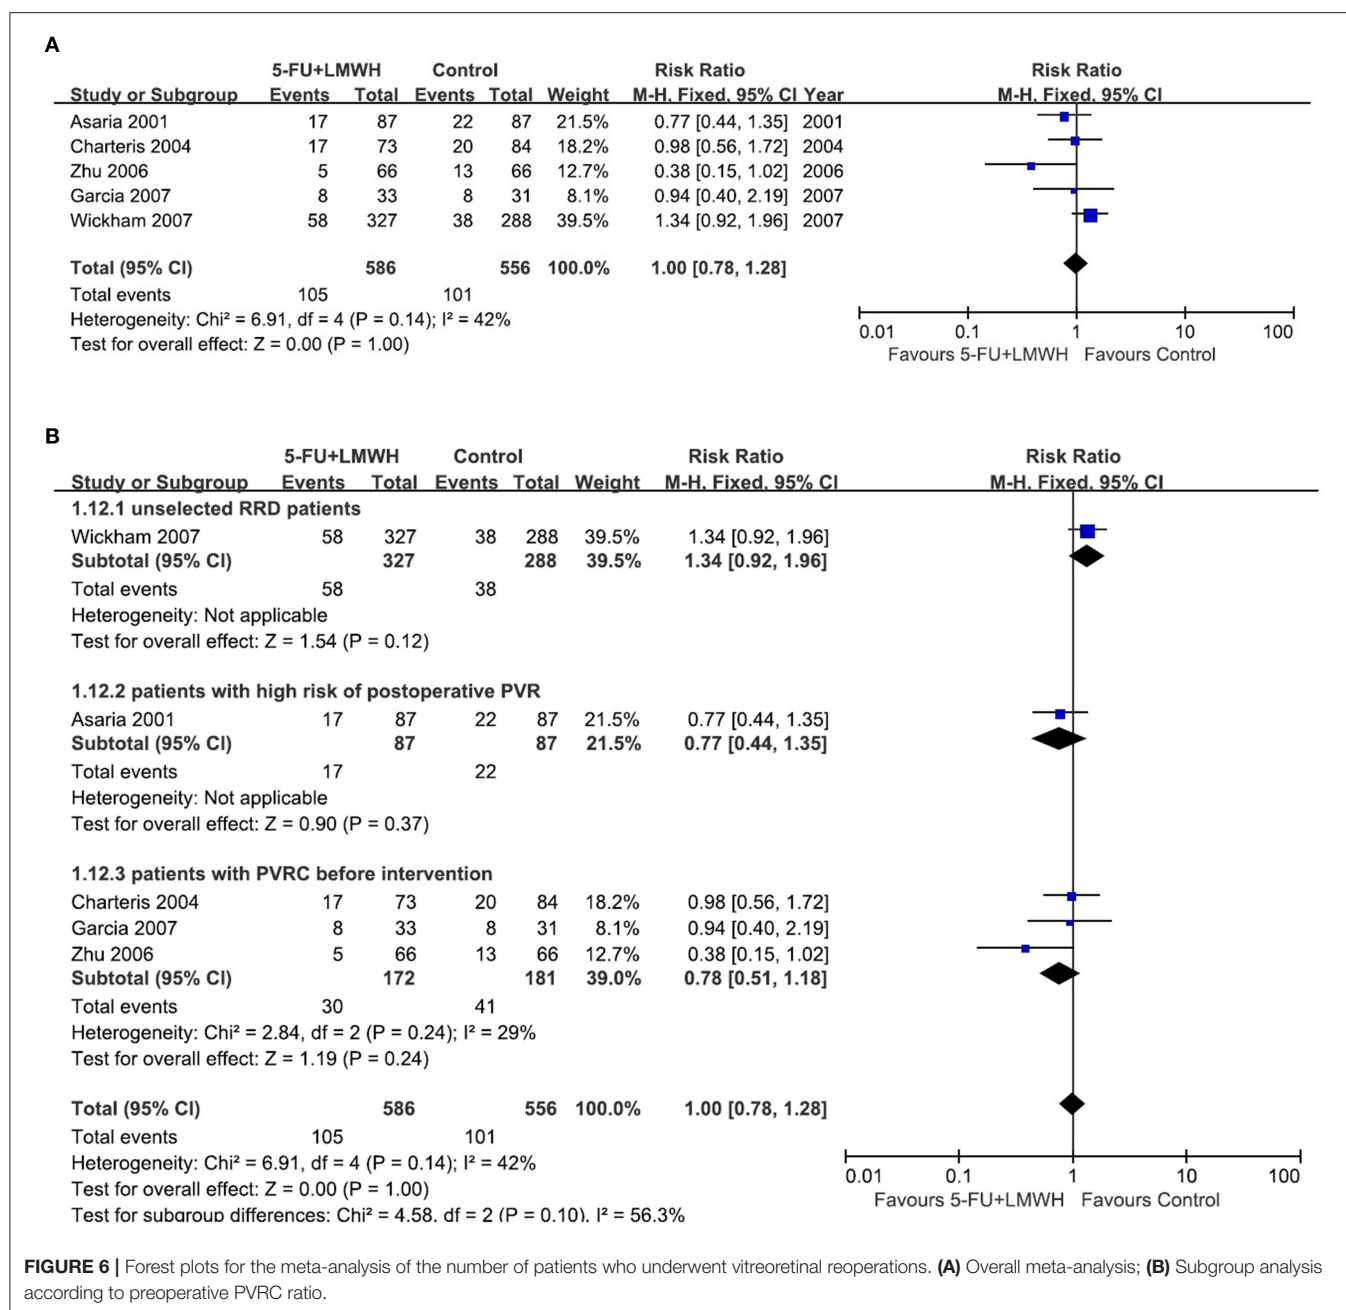 A
5-FU+LMWH Control Risk Ratio Risk Ratio
Study or Subgroup Events Total Events Total Weight M-H, Fixed, 95% CI Year M-H, Fixed, 95% CI
Asaria 2001 17 87 22 87 21.5% 0.77 [0.44, 1.35] 2001
Charteris 2004 17 73 20 84 18.2% 0.98 [0.56, 1.72] 2004
Zhu 2006 5 66 13 66 12.7% 0.38 [0.15, 1.02] 2006
Garcia 2007 8 33 8 31 8.1% 0.94 [0.40, 2.19] 2007
Wickham 2007 58 327 38 288 39.5% 1.34 [0.92, 1.96] 2007
Total (95% CI) 586 556 100.0% 1.00 [0.78, 1.28]
Total events 105 101
Heterogeneity: Chi² = 6.91, df = 4 (P = 0.14); I² = 42%
Test for overall effect: Z = 0.00 (P = 1.00)
0.01 0.1 1 10 100
Favours 5-FU+LMWH Favours Control
B
5-FU+LMWH Control Risk Ratio Risk Ratio
Study or Subgroup Events Total Events Total Weight M-H, Fixed, 95% CI M-H, Fixed, 95% CI
1.12.1 unselected RRD patients
Wickham 2007 58 327 38 288 39.5% 1.34 [0.92, 1.96]
Subtotal (95% CI) 327 288 39.5% 1.34 [0.92, 1.96]
Total events 58 38
Heterogeneity: Not applicable
Test for overall effect: Z = 1.54 (P = 0.12)
1.12.2 patients with high risk of postoperative PVR
Asaria 2001 17 87 22 87 21.5% 0.77 [0.44, 1.35]
Subtotal (95% CI) 87 87 21.5% 0.77 [0.44, 1.35]
Total events 17 22
Heterogeneity: Not applicable
Test for overall effect: Z = 0.90 (P = 0.37)
1.12.3 patients with PVRC before intervention
Charteris 2004 17 73 20 84 18.2% 0.98 [0.56, 1.72]
Garcia 2007 8 33 8 31 8.1% 0.94 [0.40, 2.19]
Zhu 2006 5 66 13 66 12.7% 0.38 [0.15, 1.02]
Subtotal (95% CI) 172 181 39.0% 0.78 [0.51, 1.18]
Total events 30 41
Heterogeneity: Chi² = 2.84, df = 2 (P = 0.24); I² = 29%
Test for overall effect: Z = 1.19 (P = 0.24)
Total (95% CI) 586 556 100.0% 1.00 [0.78, 1.28]
Total events 105 101
Heterogeneity: Chi² = 6.91, df = 4 (P = 0.14); I² = 42%
Test for overall effect: Z = 0.00 (P = 1.00)
Test for subgroup differences: Chi² = 4.58, df = 2 (P = 0.10), I² = 56.3%
0.01 0.1 1 10 100
Favours 5-FU+LMWH Favours Control
FIGURE 6 | Forest plots for the meta-analysis of the number of patients who underwent vitreoretinal reoperations. (A) Overall meta-analysis; (B) Subgroup analysis
according to preoperative PVRC ratio.